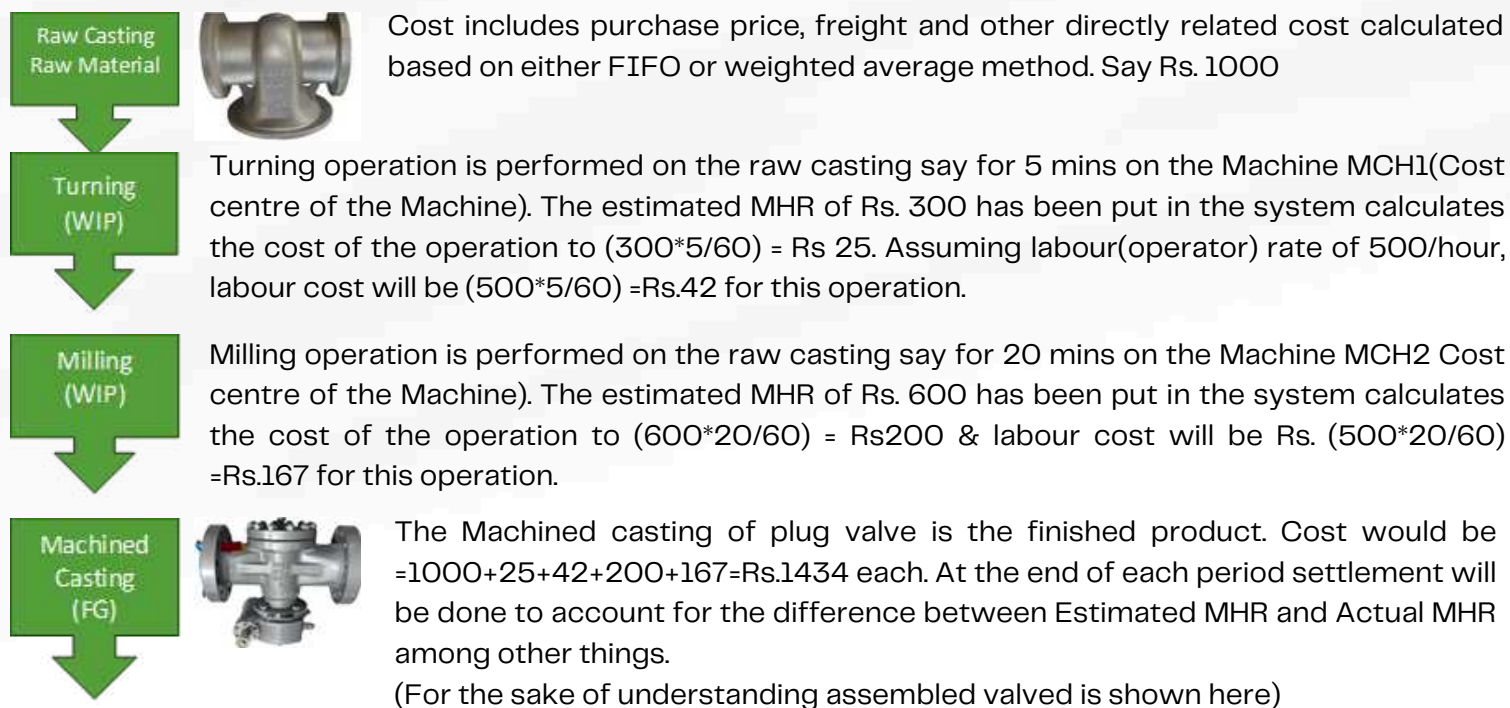 Raw Casting
Raw Material
Cost includes purchase price, freight and other directly related cost calculated
based on either FIFO or weighted average method. Say Rs. 1000
Turning
(WIP)
Turning operation is performed on the raw casting say for 5 mins on the Machine MCH1(Cost
centre of the Machine). The estimated MHR of Rs. 300 has been put in the system calculates
the cost of the operation to (300*5/60) = Rs 25. Assuming labour(operator) rate of 500/hour,
labour cost will be (500*5/60) =Rs.42 for this operation.
Milling
(WIP)
Milling operation is performed on the raw casting say for 20 mins on the Machine MCH2 Cost
centre of the Machine). The estimated MHR of Rs. 600 has been put in the system calculates
the cost of the operation to (600*20/60) = Rs200 & labour cost will be Rs. (500*20/60)
=Rs.167 for this operation.
Machined
Casting
(FG)
The Machined casting of plug valve is the finished product. Cost would be
=1000+25+42+200+167=Rs.1434 each. At the end of each period settlement will
be done to account for the difference between Estimated MHR and Actual MHR
among other things.
(For the sake of understanding assembled valved is shown here)